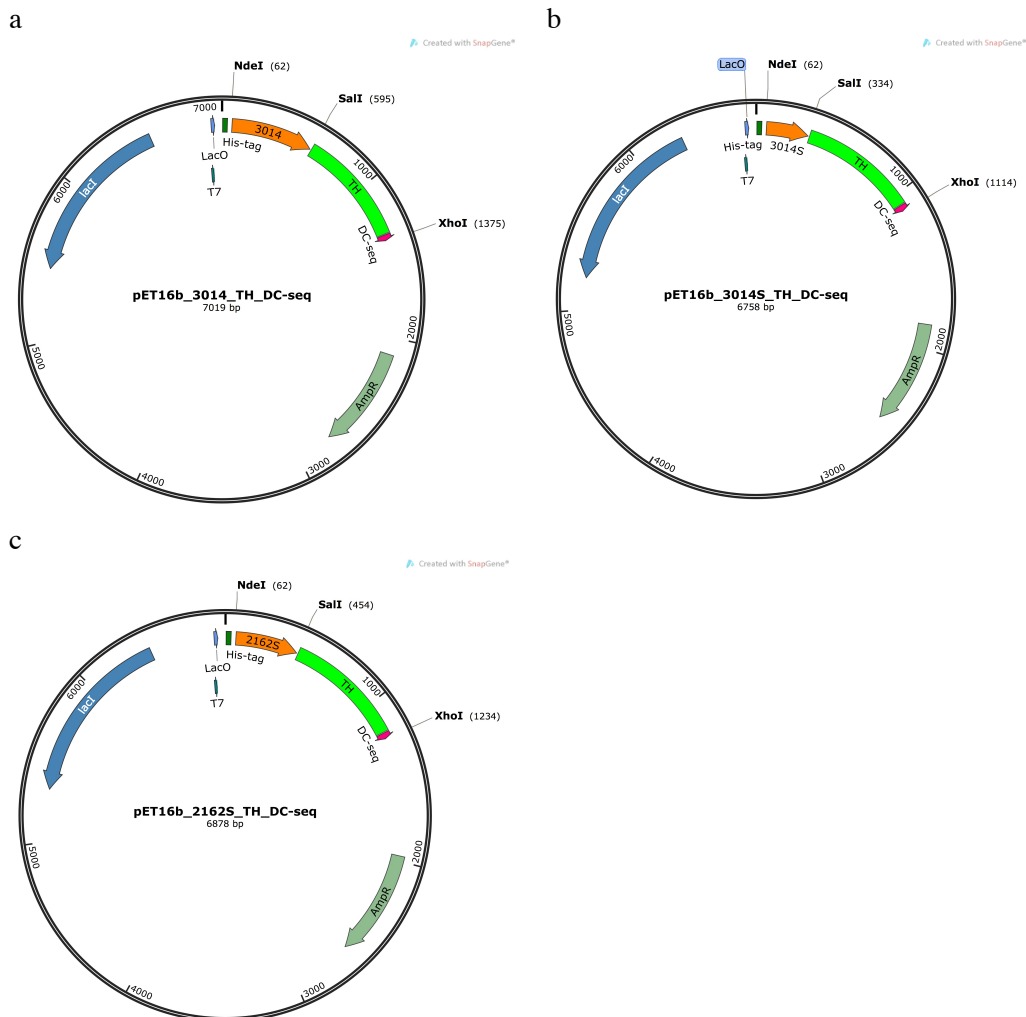 a
Created with SnapGene®
NdeI (62)
SalI (595)
7000
3014
His-tag
LacO
T7
1000
TH
lacI
6000
XhoI (1375)
DC-seq
pET16b_3014_TH_DC-seq
7019 bp
2000
5000
AmpR
3000
4000
b
Created with SnapGene®
LacO
NdeI (62)
SalI (334)
His-tag
3014S
T7
6000
TH
1000
lacI
XhoI (1114)
DC-seq
pET16b_3014S_TH_DC-seq
6758 bp
5000
2000
AmpR
4000
3000
c
Created with SnapGene®
NdeI (62)
SalI (454)
2162S
His-tag
LacO
T7
6000
TH
1000
lacI
XhoI (1234)
DC-seq
pET16b_2162S_TH_DC-seq
6878 bp
5000
2000
AmpR
4000
3000